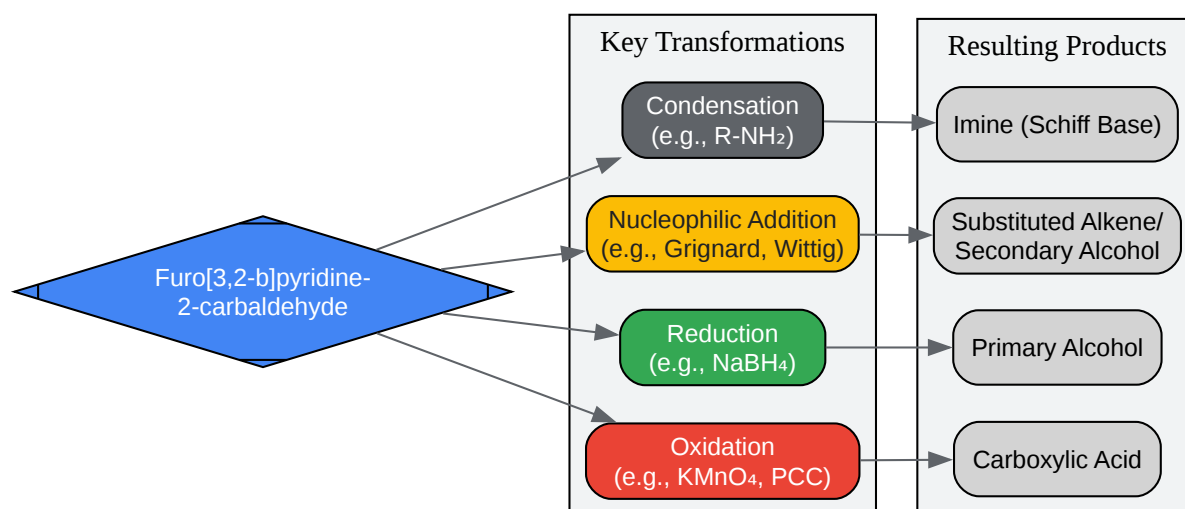 Key Transformations
Resulting Products
Furo[3,2-b]pyridine-
2-carbaldehyde
Condensation
(e.g., R-NH₂)
Imine (Schiff Base)
Nucleophilic Addition
(e.g., Grignard, Wittig)
Substituted Alkene/
Secondary Alcohol
Reduction
(e.g., NaBH₄)
Primary Alcohol
Oxidation
(e.g., KMnO₄, PCC)
Carboxylic Acid